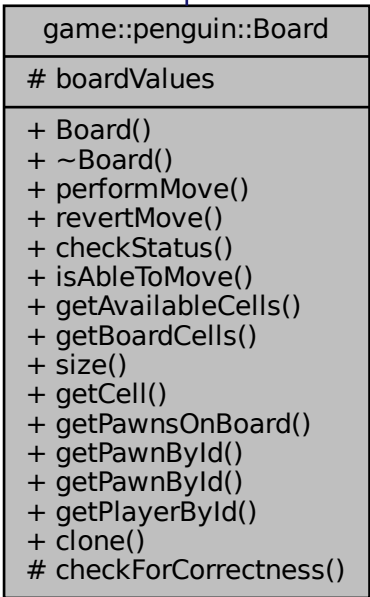 game::penguin::Board
# boardValues
+ Board()
+ ~Board()
+ performMove()
+ revertMove()
+ checkStatus()
+ isAbleToMove()
+ getAvailableCells()
+ getBoardCells()
+ size()
+ getCell()
+ getPawnsOnBoard()
+ getPawnById()
+ getPawnById()
+ getPlayerById()
+ clone()
# checkForCorrectness()